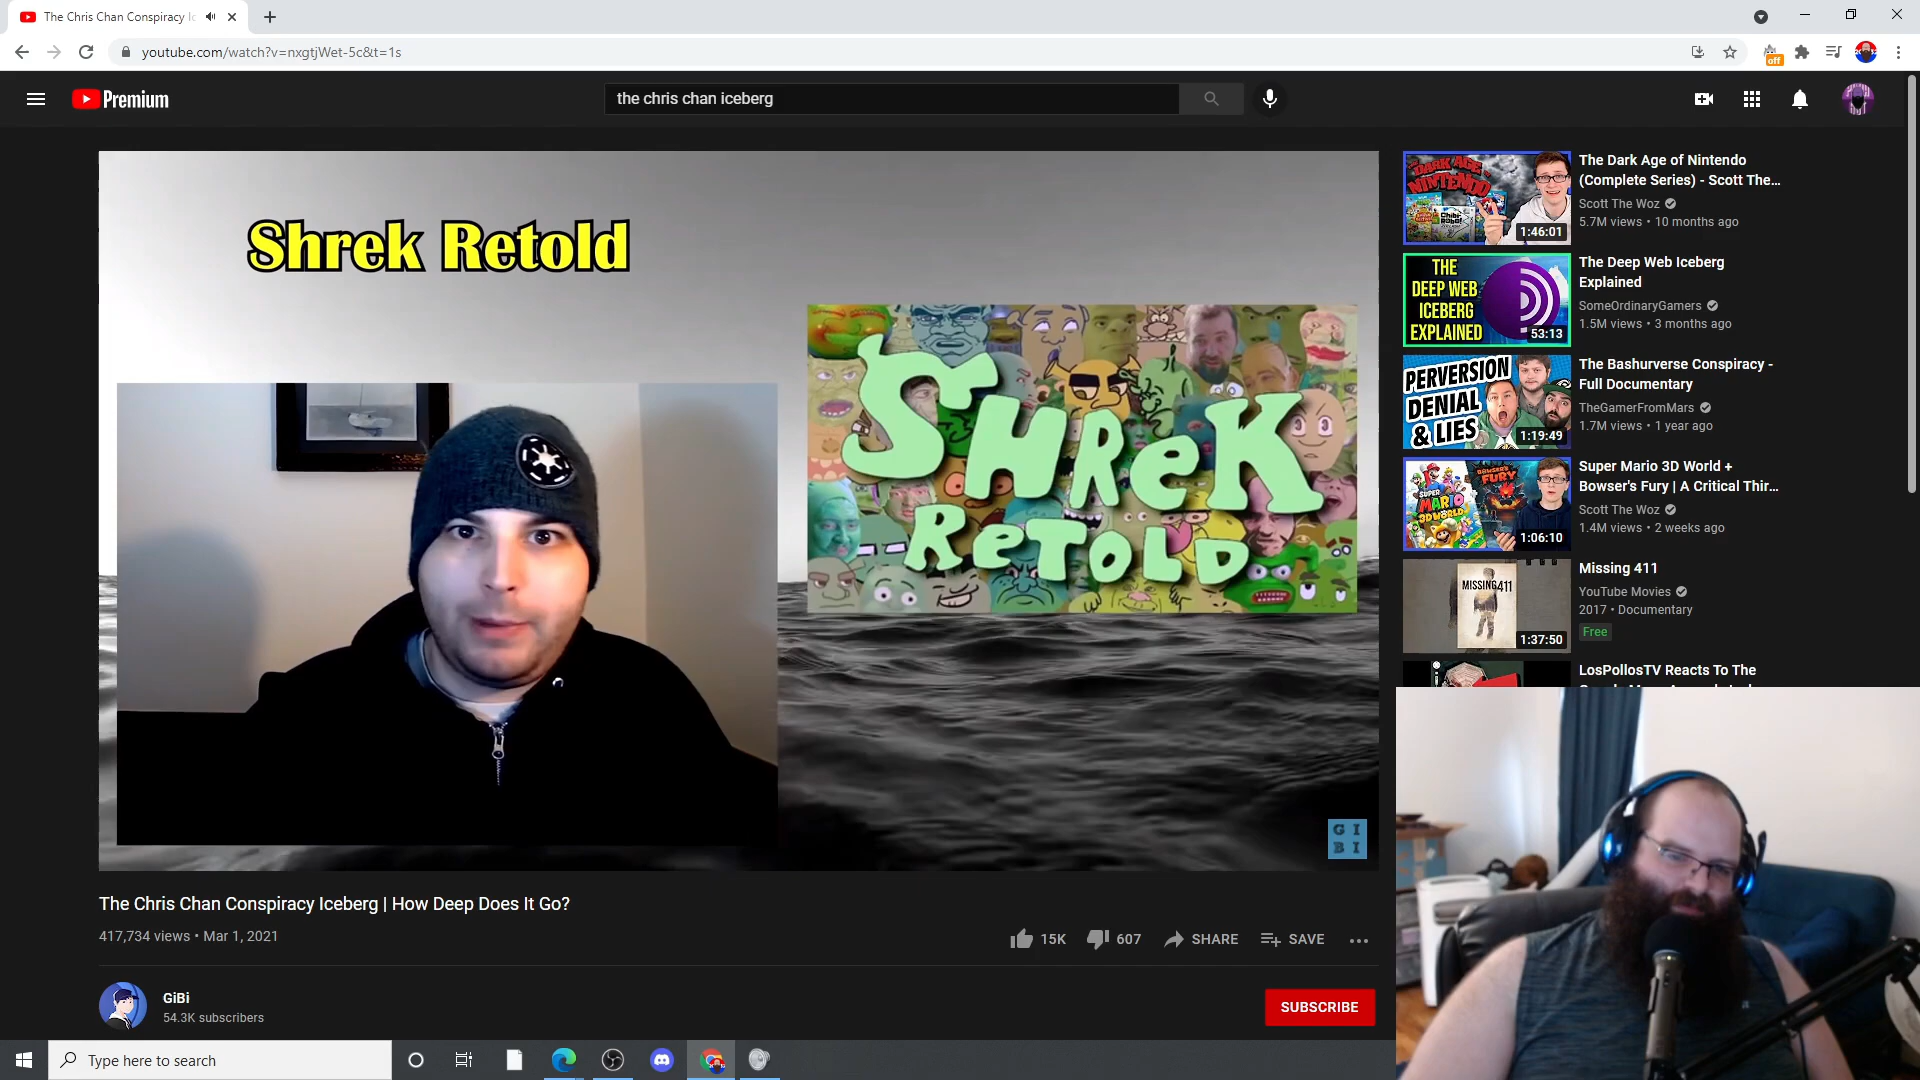 The Chris Chan Conspiracy Ic
youtube.com/watch?v=nxgtjWet-5c&t=1s
off
Premium
the chris chan iceberg
Shrek Retold
SHReK
ReToLD
G I
B I
The Chris Chan Conspiracy Iceberg | How Deep Does It Go?
417,734 views • Mar 1, 2021
15K
607
SHARE
SAVE
GiBi
54.3K subscribers
SUBSCRIBE
DARK AGE
NINTENDO
1:46:01
The Dark Age of Nintendo
(Complete Series) - Scott The...
Scott The Woz
5.7M views • 10 months ago
THE
DEEP WEB
ICEBERG
EXPLAINED
53:13
The Deep Web Iceberg
Explained
SomeOrdinaryGamers
1.5M views • 3 months ago
PERVERSION
DENIAL
& LIES
1:19:49
The Bashurverse Conspiracy -
Full Documentary
TheGamerFromMars
1.7M views • 1 year ago
SUPER
MARIO
3D WORLD
BOWSER'S
FURY
1:06:10
Super Mario 3D World +
Bowser's Fury | A Critical Thir...
Scott The Woz
1.4M views • 2 weeks ago
MISSING411
1:37:50
Missing 411
YouTube Movies
2017 • Documentary
Free
LosPollosTV Reacts To The
Type here to search